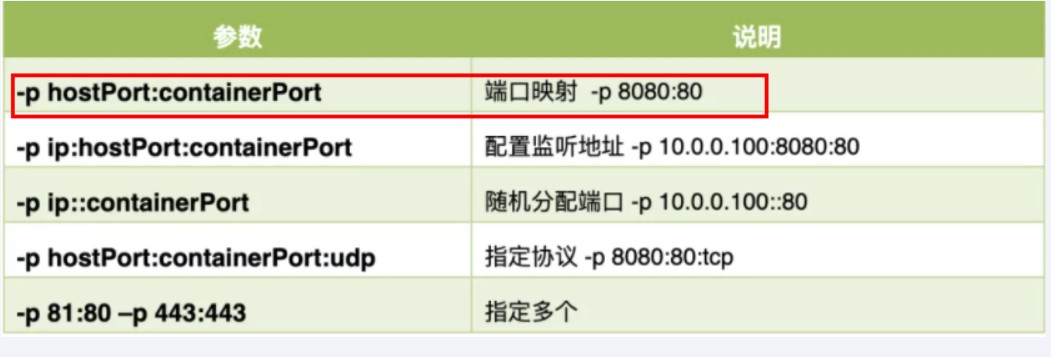 参数 说明
-p hostPort:containerPort 端口映射 -p 8080:80
-p ip:hostPort:containerPort 配置监听地址 -p 10.0.0.100:8080:80
-p ip::containerPort 随机分配端口 -p 10.0.0.100::80
-p hostPort:containerPort:udp 指定协议 -p 8080:80:tcp
-p 81:80 –p 443:443 指定多个